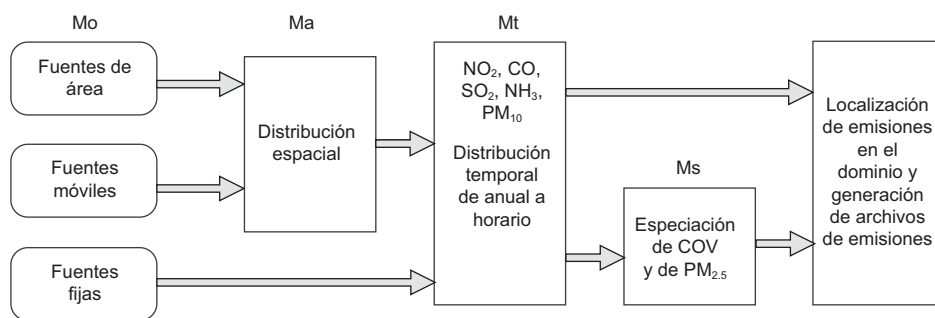 Mo
Ma
Mt
Fuentes de
área
Fuentes
móviles
Fuentes
fijas
Distribución
espacial
NO₂, CO,
SO₂, NH₃,
PM₁₀
Distribución
temporal
de anual a
horario
Ms
Especiación
de COV
y de PM₂.₅
Localización
de emisiones
en el
dominio y
generación
de archivos
de emisiones